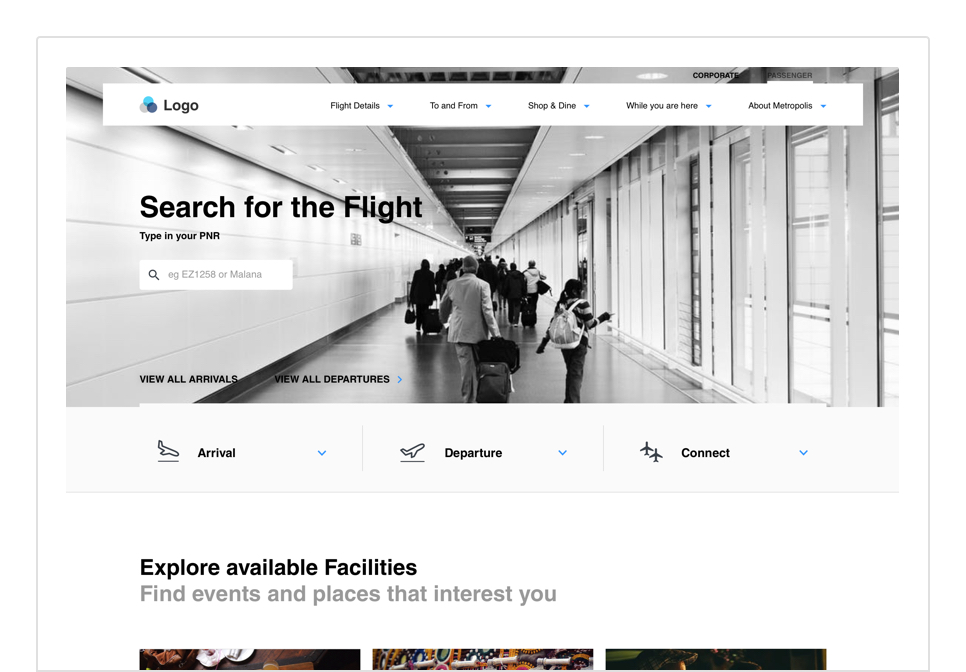 CORPORATE PASSENGER
Logo Flight Details To and From Shop & Dine While you are here About Metropolis
Search for the Flight
Type in your PNR
eg EZ1258 or Malana
VIEW ALL ARRIVALS VIEW ALL DEPARTURES
Arrival Departure Connect
Explore available Facilities
Find events and places that interest you